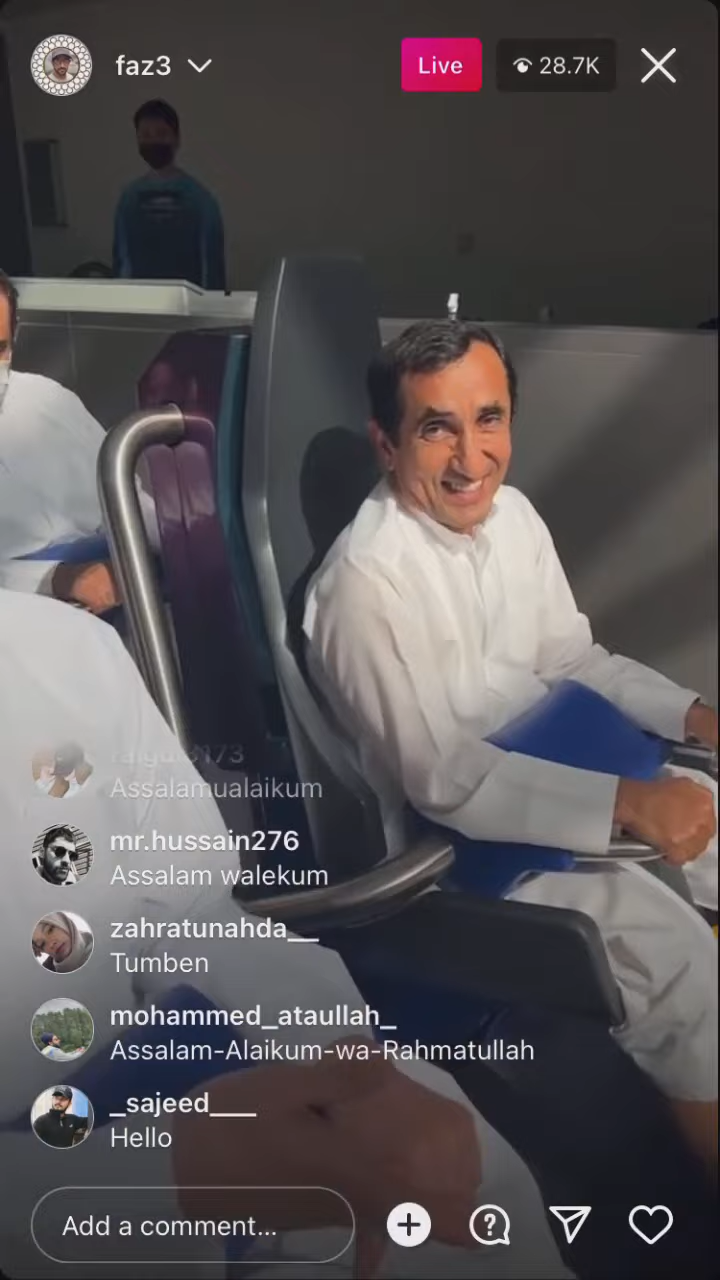 faz3
Live
28.7K
Assalamualaikum
mr.hussain276
Assalam walekum
zahratunahda__
Tumben
mohammed_ataullah_
Assalam-Alaikum-wa-Rahmatullah
_sajeed___
Hello
Add a comment...